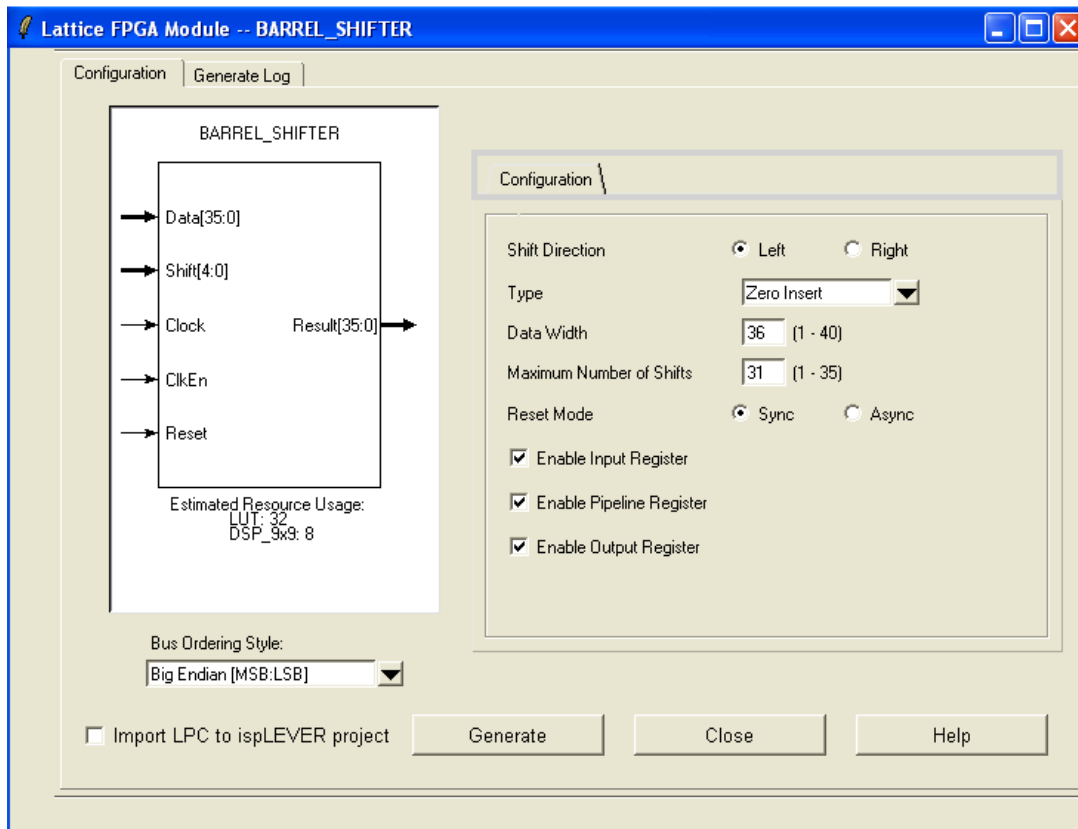 Lattice FPGA Module -- BARREL_SHIFTER
Configuration
Generate Log
BARREL_SHIFTER
Data[35:0]
Shift[4:0]
Clock
Result[35:0]
ClkEn
Reset
Estimated Resource Usage:
LUT: 32
DSP_9x9: 8
Bus Ordering Style:
Big Endian [MSB:LSB]
Configuration
Shift Direction Left Right
Type Zero Insert
Data Width 36 (1 - 40)
Maximum Number of Shifts 31 (1 - 35)
Reset Mode Sync Async
Enable Input Register
Enable Pipeline Register
Enable Output Register
Import LPC to ispLEVER project
Generate
Close
Help